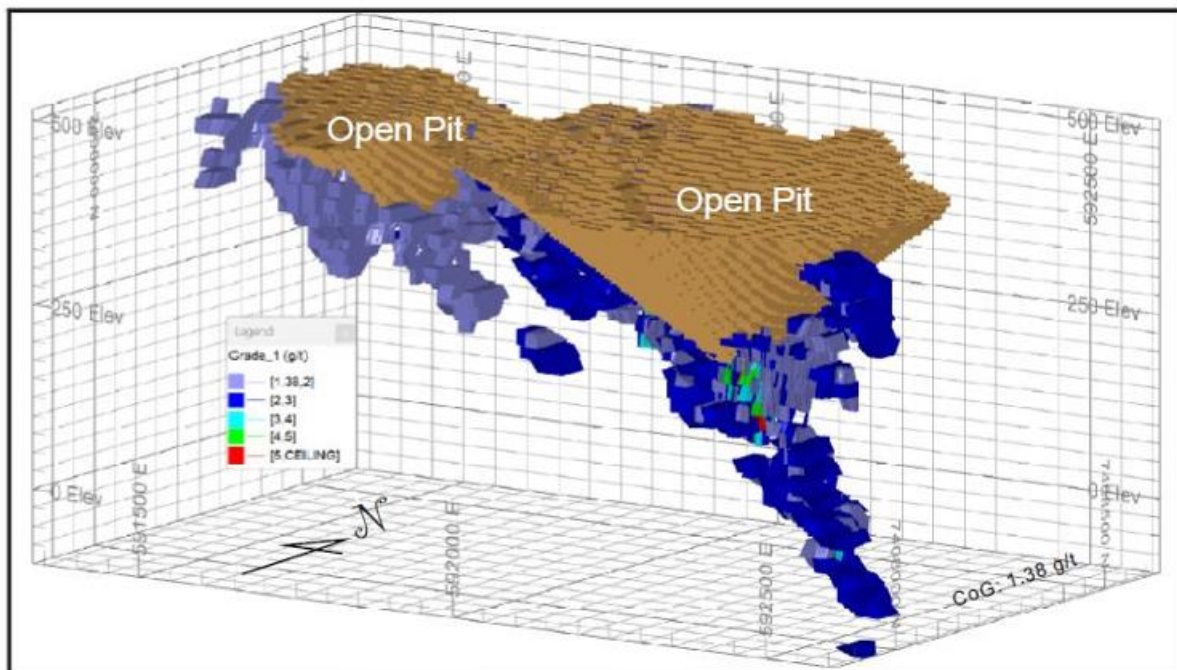 500 Elev
500 Elev
Open Pit
Open Pit
592500 E
250 Elev
250 Elev
Legend
Grade_1 (g/t)
[1.38,2]
[2,3]
[3,4]
[4,5]
[5,CEILING]
0 Elev
0 Elev
591500 E
592000 E
592500 E
N
CoG: 1.38 g/t